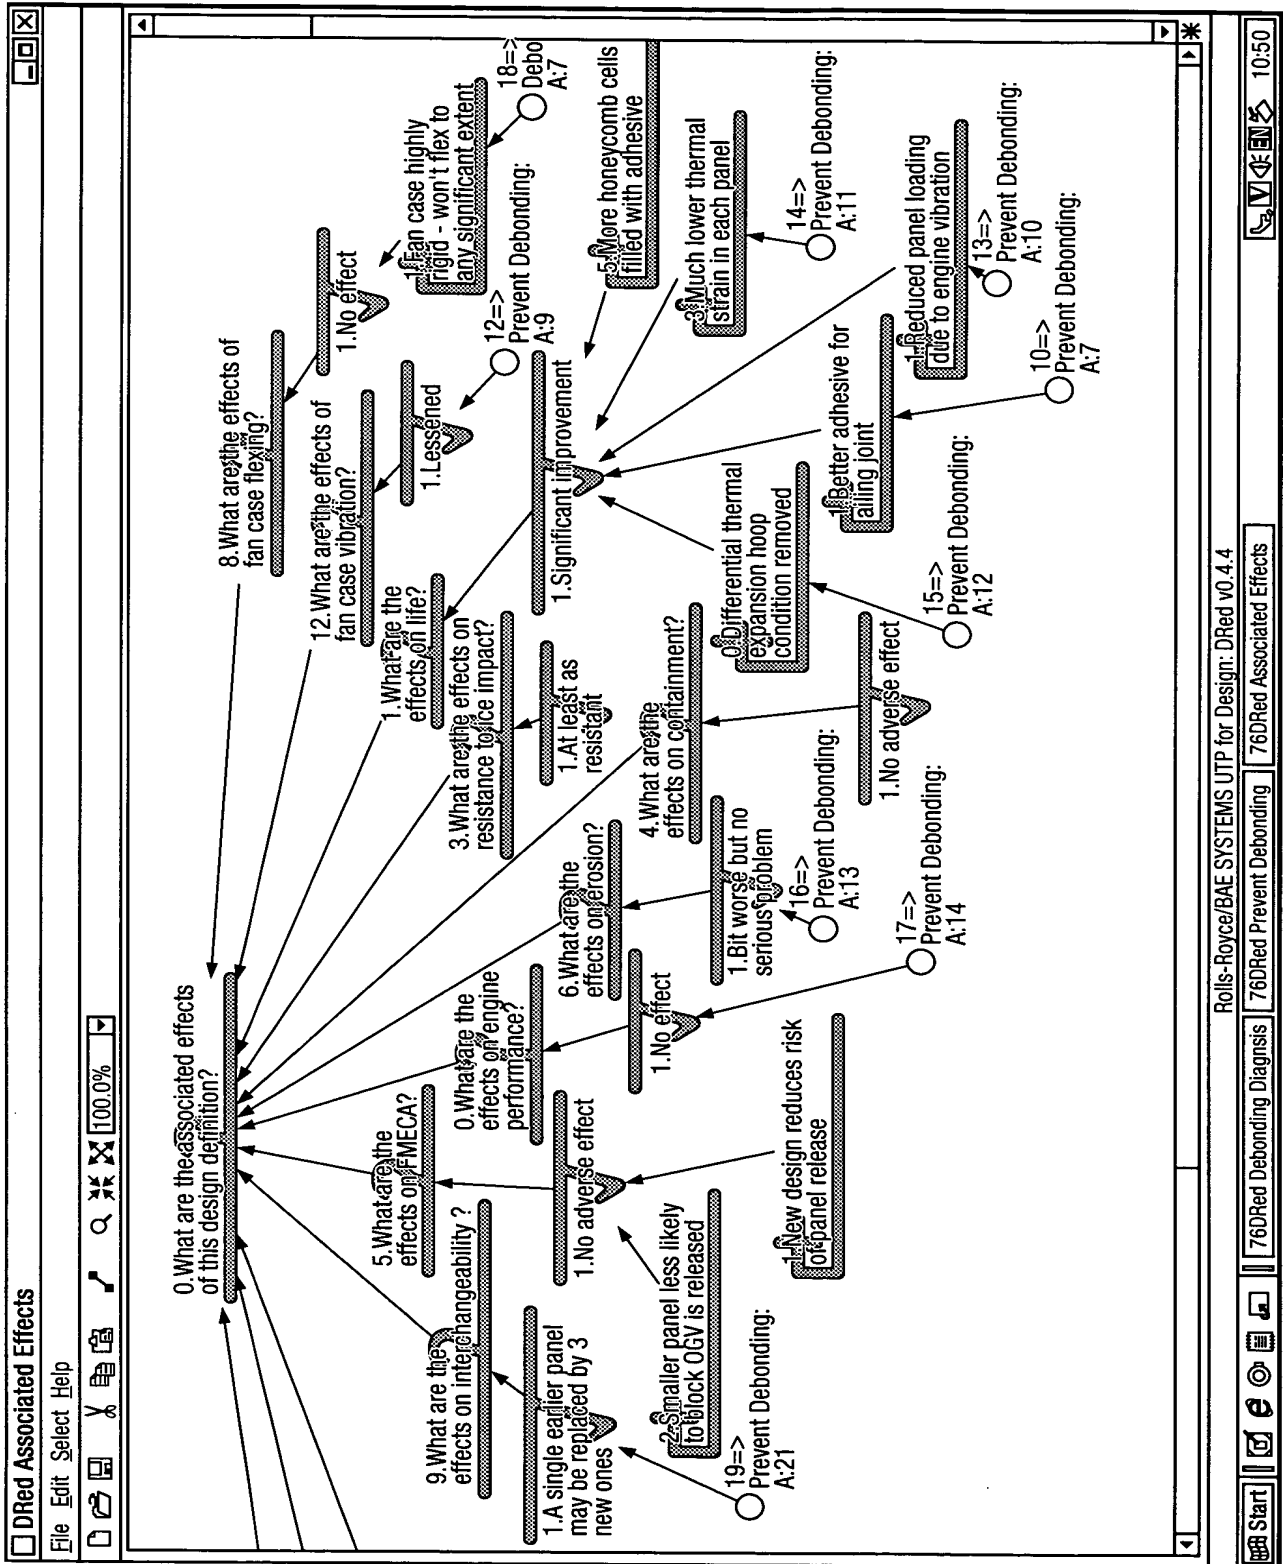 DRed Associated Effects
File Edit Select Help
100.0%
0.What are the associated effects
of this design definition?
8.What are the effects of
fan case flexing?
1.No effect
1.Fan case highly
rigid - won't flex to
any significant extent
18=>
Debo
A:7
12.What are the effects of
fan case vibration?
1.Lessened
12=>
Prevent Debonding:
A:9
1.What are the
effects on life?
1.Significant improvement
5.More honeycomb cells
filled with adhesive
3.Much lower thermal
strain in each panel
14=>
Prevent Debonding:
A:11
1.Reduced panel loading
due to engine vibration
13=>
Prevent Debonding:
A:10
1.Better adhesive for
ailing joint
10=>
Prevent Debonding:
A:7
0.Differential thermal
expansion hoop
condition removed
15=>
Prevent Debonding:
A:12
3.What are the effects on
resistance to ice impact?
1.At least as
resistant
4.What are the
effects on containment?
1.No adverse effect
6.What are the
effects on erosion?
1.Bit worse but no
serious problem
16=>
Prevent Debonding:
A:13
0.What are the
effects on engine
performance?
1.No effect
17=>
Prevent Debonding:
A:14
5.What are the
effects on FMECA?
1.No adverse effect
1.New design reduces risk
of panel release
2.Smaller panel less likely
to block OGV is released
9.What are the
effects on interchangeability ?
1.A single earlier panel
may be replaced by 3
new ones
19=>
Prevent Debonding:
A:21
Rolls-Royce/BAE SYSTEMS UTP for Design: DRed v0.4.4
Start
76DRed Debonding Diagnsis
76DRed Prevent Debonding
76DRed Associated Effects
V
EN
10:50